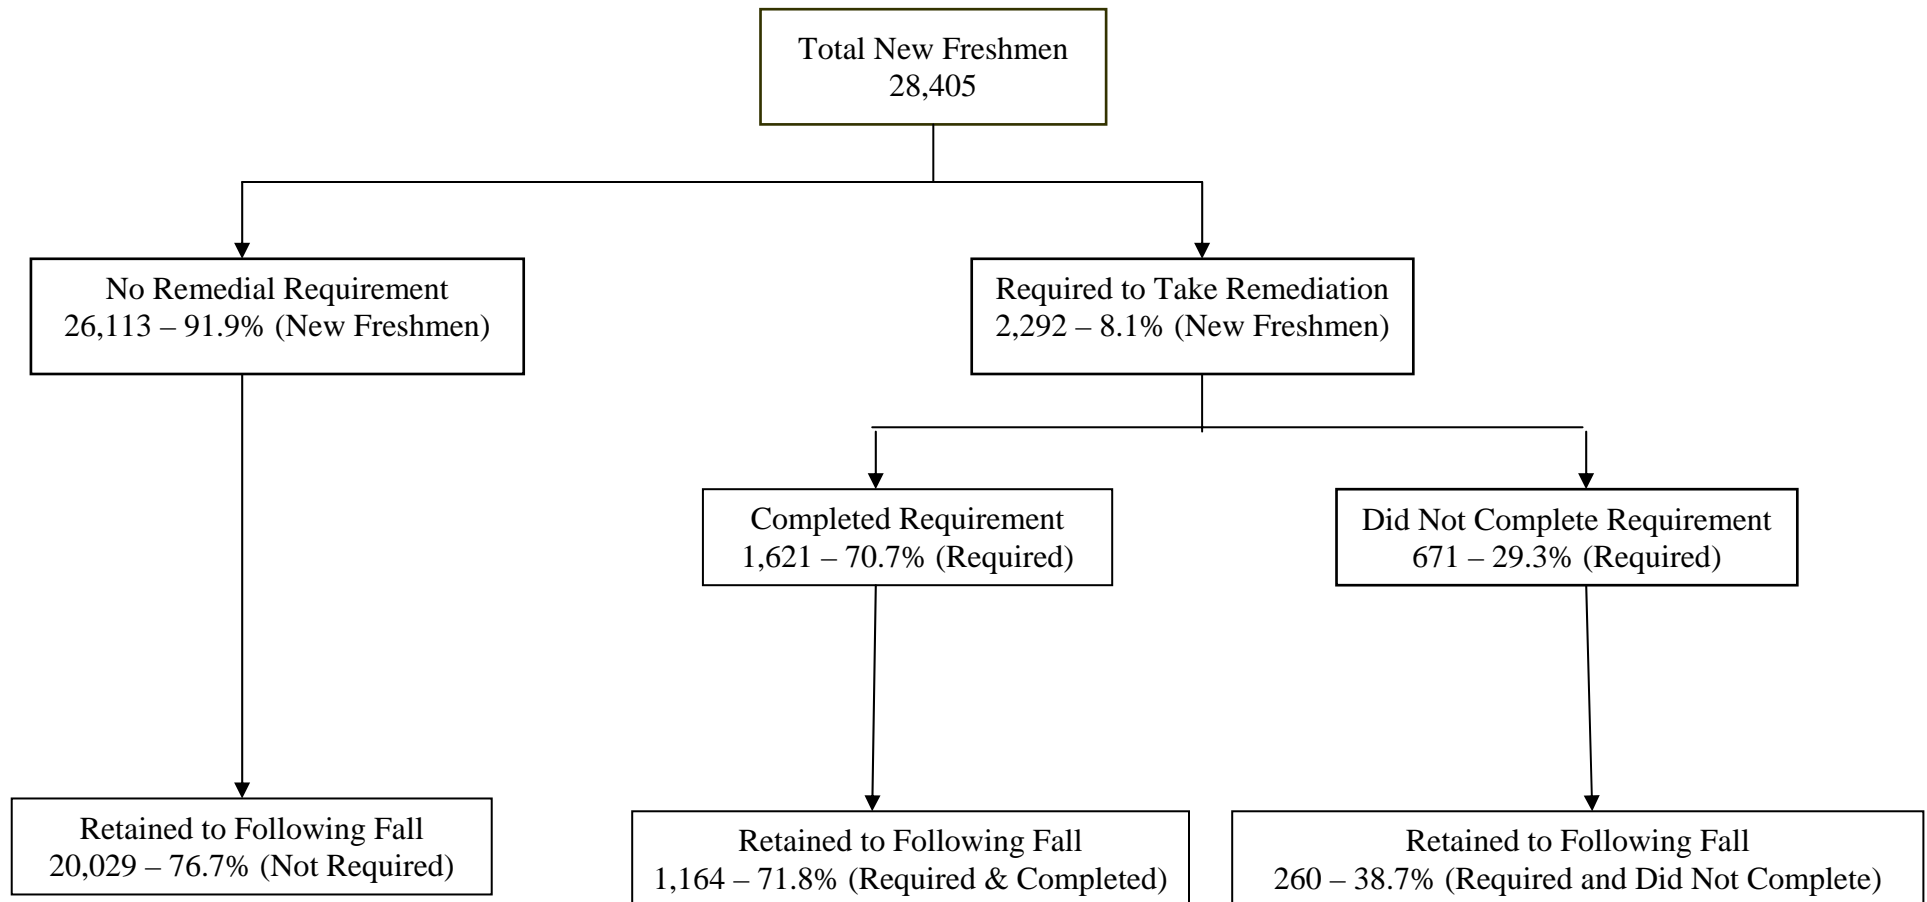 Total New Freshmen
28,405
No Remedial Requirement
26,113 – 91.9% (New Freshmen)
Required to Take Remediation
2,292 – 8.1% (New Freshmen)
Completed Requirement
1,621 – 70.7% (Required)
Did Not Complete Requirement
671 – 29.3% (Required)
Retained to Following Fall
20,029 – 76.7% (Not Required)
Retained to Following Fall
1,164 – 71.8% (Required & Completed)
Retained to Following Fall
260 – 38.7% (Required and Did Not Complete)